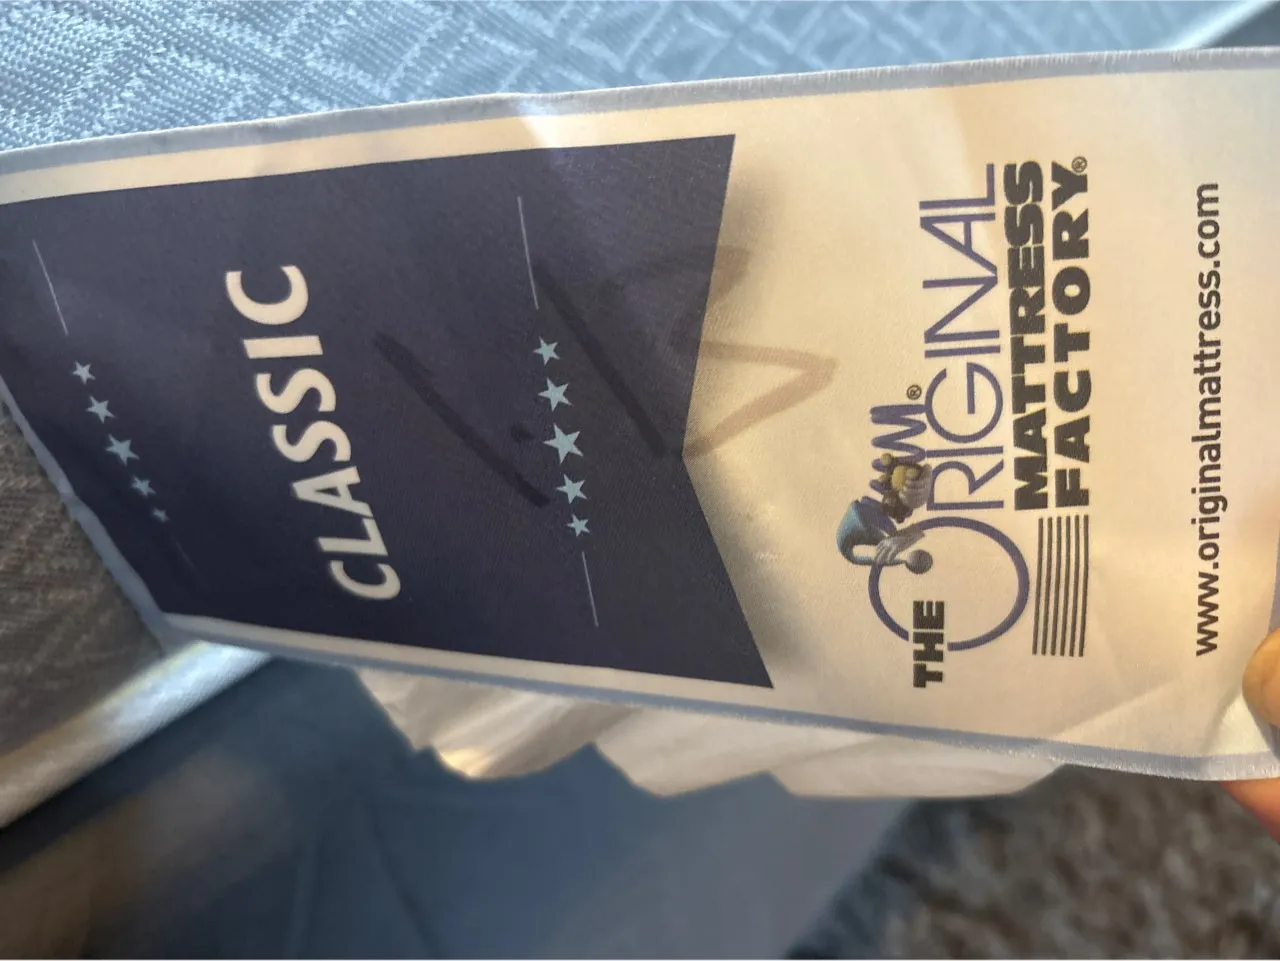 CLASSIC
THE ORIGINAL®
MATTRESS
FACTORY®
www.originalmattress.com